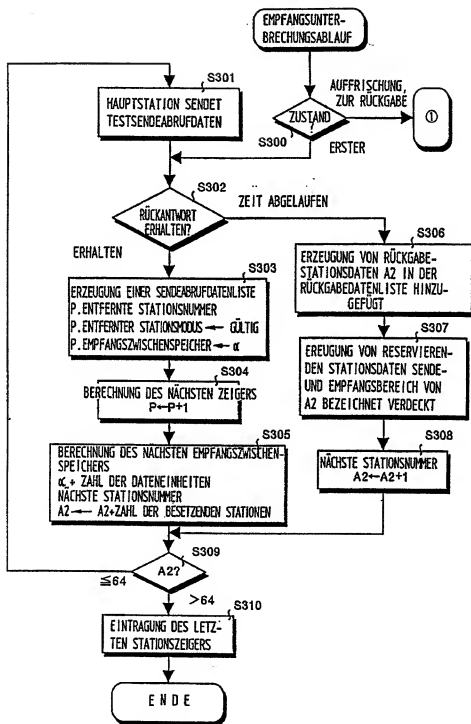 EMPFANGSUNTER-
BRECHUNGSABLAUF
S301
HAUPTSTATION SENDET
TESTSENDEABRUFDATEN
AUFFRISCHUNG,
ZUR RÜCKGABE
①
ZUSTAND
?
S300
ERSTER
S302
RÜCKANTWORT
ERHALTEN?
ZEIT ABGELAUFEN
ERHALTEN
S303
ERZEUGUNG EINER SENDEABRUFDATENLISTE
P.ENTFERNTE STATIONSNUMMER
P.ENTFERNTER STATIONSMODUS ← GÜLTIG
P.EMPFANGSZWISCHENSPEICHER ← α
S304
BERECHNUNG DES NÄCHSTEN ZEIGERS
P←P+1
S305
BERECHNUNG DES NÄCHSTEN EMPFANGSZWISCHEN-
SPEICHERS
α + ZAHL DER DATENEINHEITEN
NÄCHSTE STATIONSNUMMER
A2 ← A2+ZAHL DER BESETZENDEN STATIONEN
S306
ERZEUGUNG VON RÜCKGABE-
STATIONSDATEN A2 IN DER
RÜCKGABEDATENLISTE HINZU-
GEFÜGT
S307
EREUGUNG VON RESERVIEREN-
DEN STATIONSDATEN SENDE-
UND EMPFANGSBEREICH VON
A2 BEZEICHNET VERDECKT
S308
NÄCHSTE STATIONSNUMMER
A2←A2+1
S309
A2?
≦64
>64
S310
EINTRAGUNG DES LETZ-
TEN STATIONSZEIGERS
ENDE